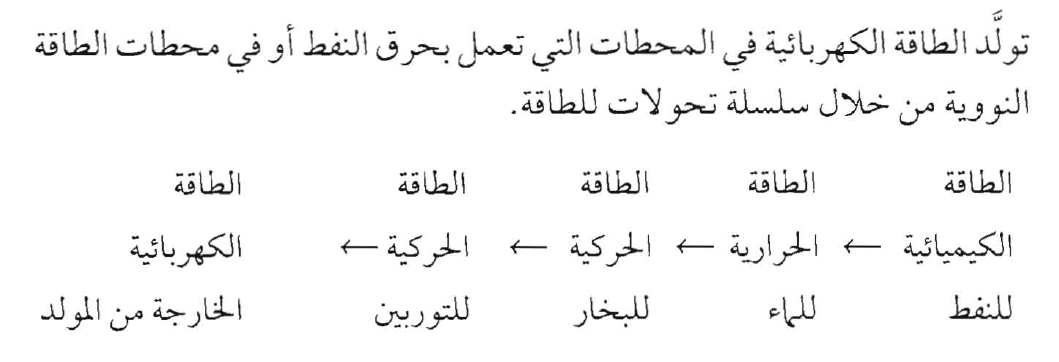 تولَّد الطاقة الكهربائية في المحطات التي تعمل بحرق النفط أو في محطات الطاقة
النووية من خلال سلسلة تحولات للطاقة.
الطاقة الطاقة الطاقة الطاقة الطاقة
الكيميائية ← الحرارية ← الحركية ← الحركية ← الكهربائية
للنفط للماء للبخار للتوربين الخارجة من المولد